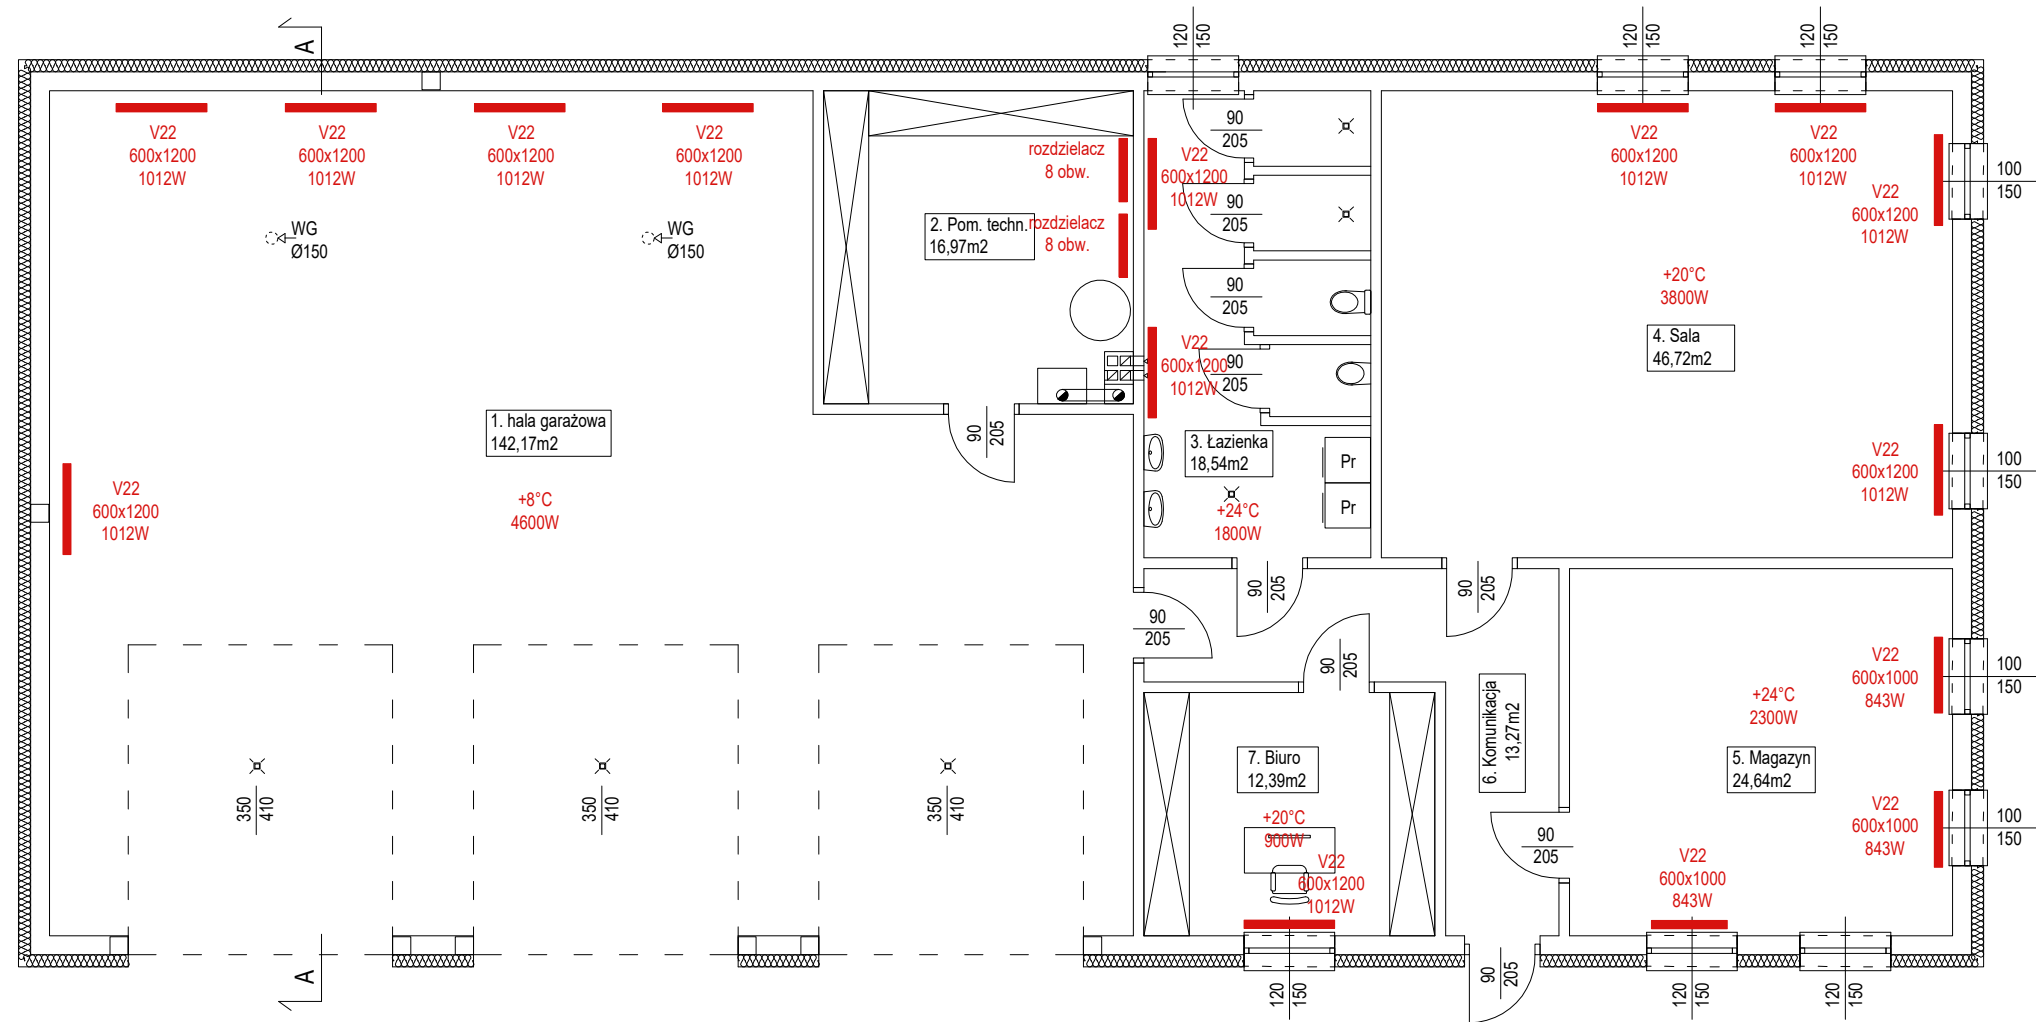 A
120
150
120
150
120
150
V22
600x1200
1012W
V22
600x1200
1012W
V22
600x1200
1012W
V22
600x1200
1012W
rozdzielacz
8 obw.
V22
600x1200
1012W
90
205
V22
600x1200
1012W
V22
600x1200
1012W
100
150
V22
600x1200
1012W
WG
Ø150
WG
Ø150
2. Pom. techn.
16,97m2
rozdzielacz
8 obw.
90
205
90
205
+20°C
3800W
4. Sala
46,72m2
V22
600x1200
1012W
90
205
1. hala garażowa
142,17m2
90
205
3. Łazienka
18,54m2
Pr
Pr
+24°C
1800W
V22
600x1200
1012W
100
150
V22
600x1200
1012W
+8°C
4600W
90
205
90
205
90
205
90
205
6. Komunikacja
13,27m2
+24°C
2300W
V22
600x1000
843W
100
150
7. Biuro
12,39m2
5. Magazyn
24,64m2
350
410
350
410
350
410
+20°C
900W
V22
600x1200
1012W
90
205
V22
600x1000
843W
100
150
V22
600x1000
843W
A
120
150
90
205
120
150
120
150